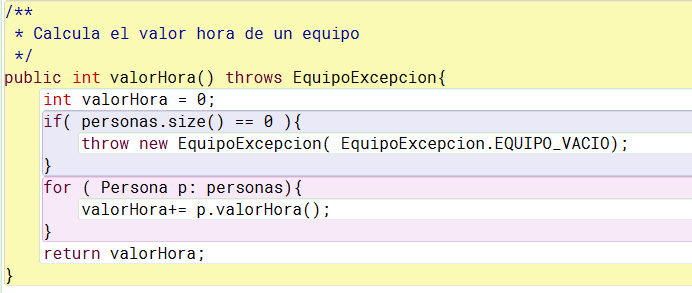 /**
 * Calcula el valor hora de un equipo
 */
public int valorHora() throws EquipoExcepcion{
    int valorHora = 0;
    if( personas.size() == 0 ){
        throw new EquipoExcepcion( EquipoExcepcion.EQUIPO_VACIO);
    }
    for ( Persona p: personas){
        valorHora+= p.valorHora();
    }
    return valorHora;
}